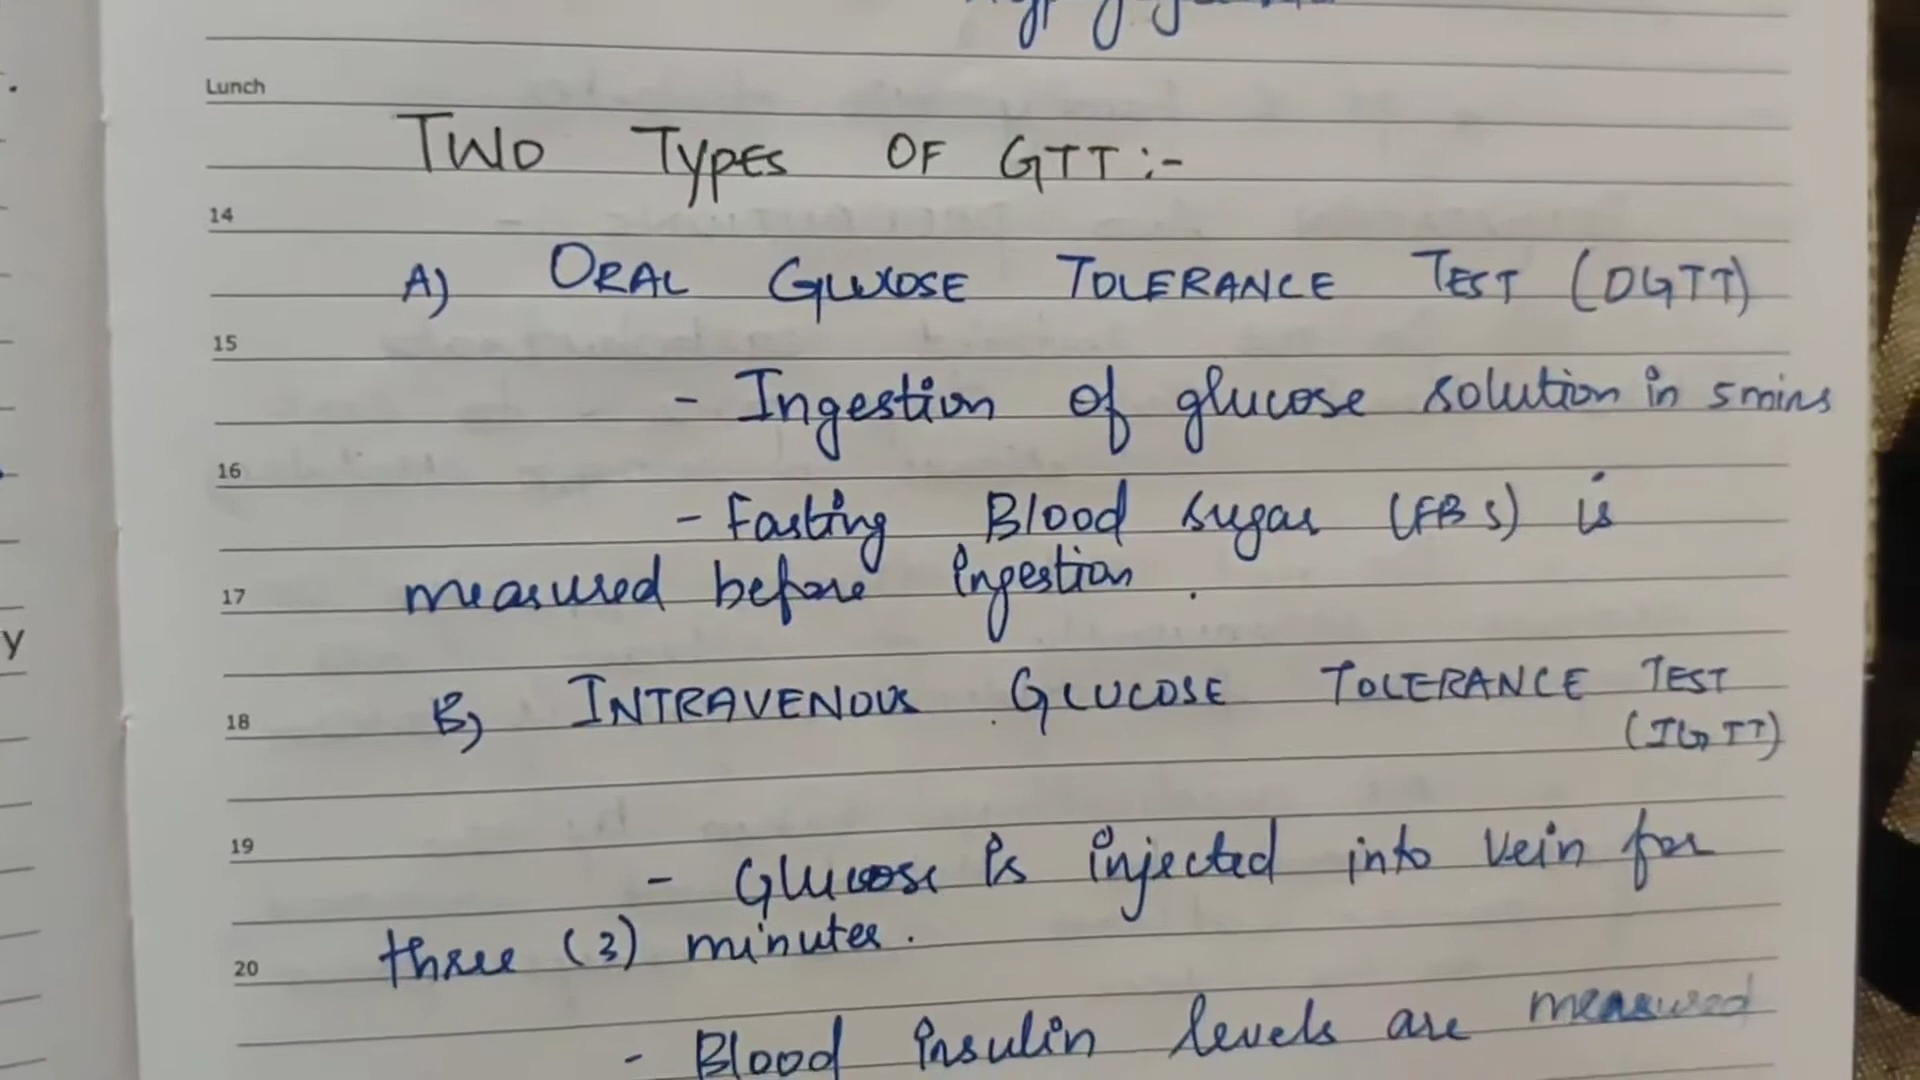 Lunch
TWO TYPES OF GTT :-
14
A) ORAL GLUCOSE TOLERANCE TEST (OGTT)
15
- Ingestion of glucose solution in 5 mins
16
- Fasting Blood sugar (FBS) is
17 measured before ingestion.
18 B) INTRAVENOUS GLUCOSE TOLERANCE TEST
(IGTT)
19
- Glucose is injected into vein for
20 three (3) minutes.
- Blood insulin levels are measured
y